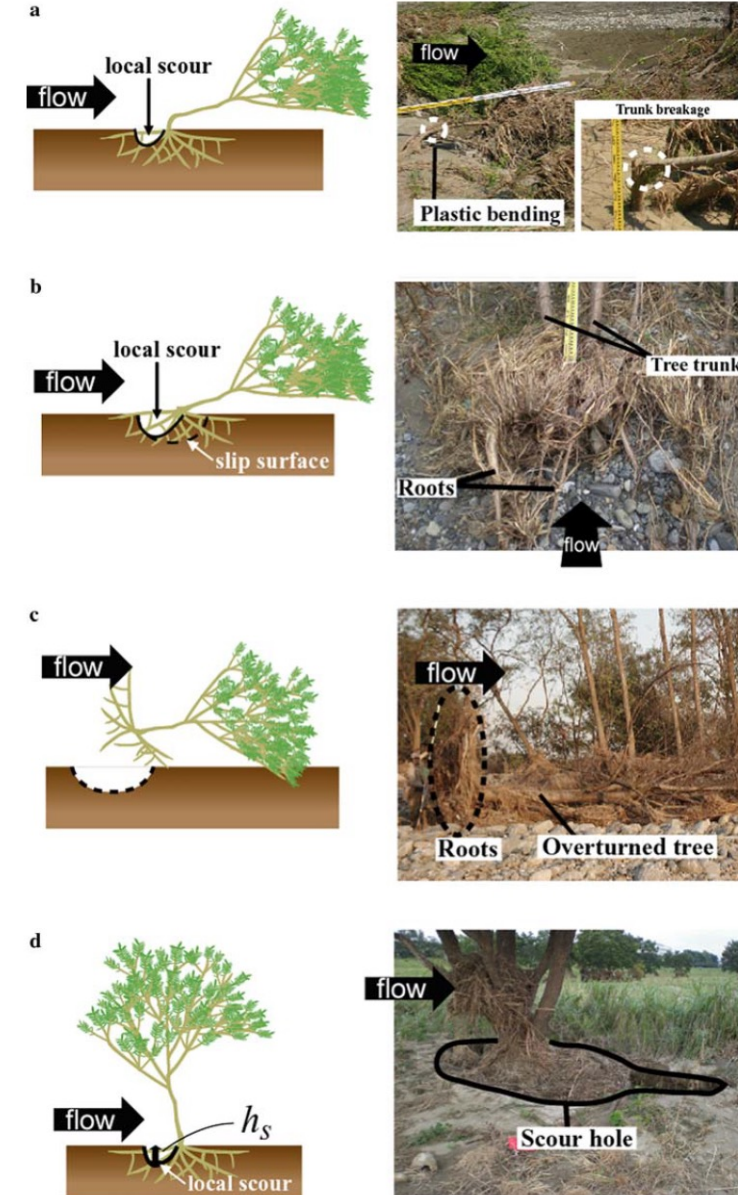 a
local scour
flow
flow
Trunk breakage
Plastic bending
b
local scour
flow
slip surface
Tree trunk
Roots
flow
c
flow
flow
Roots
Overturned tree
d
flow
flow
hs
local scour
Scour hole